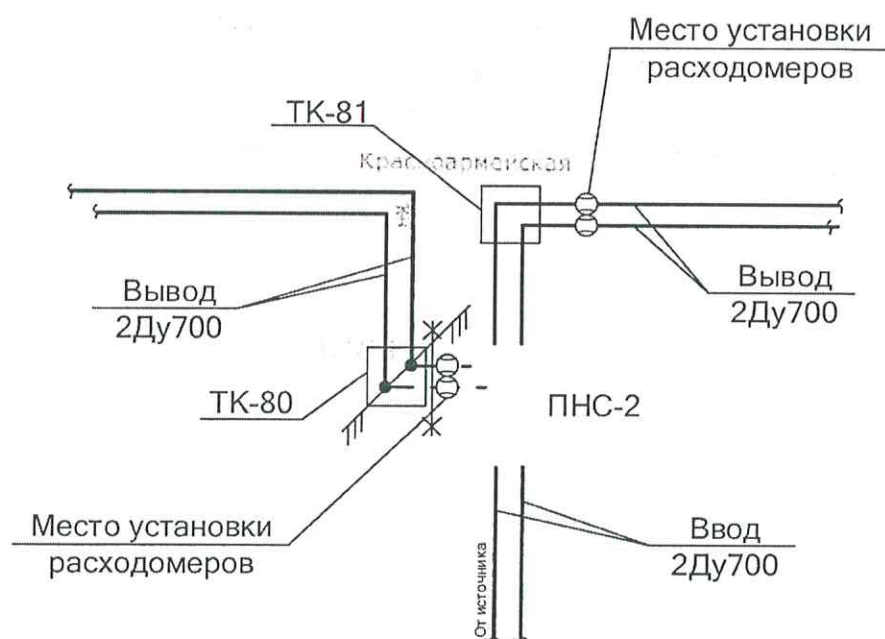 Место установки
расходомеров
ТК-81
Красноармейская
Вывод
2Ду700
Вывод
2Ду700
ТК-80
ПНС-2
Место установки
расходомеров
От источника
Ввод
2Ду700